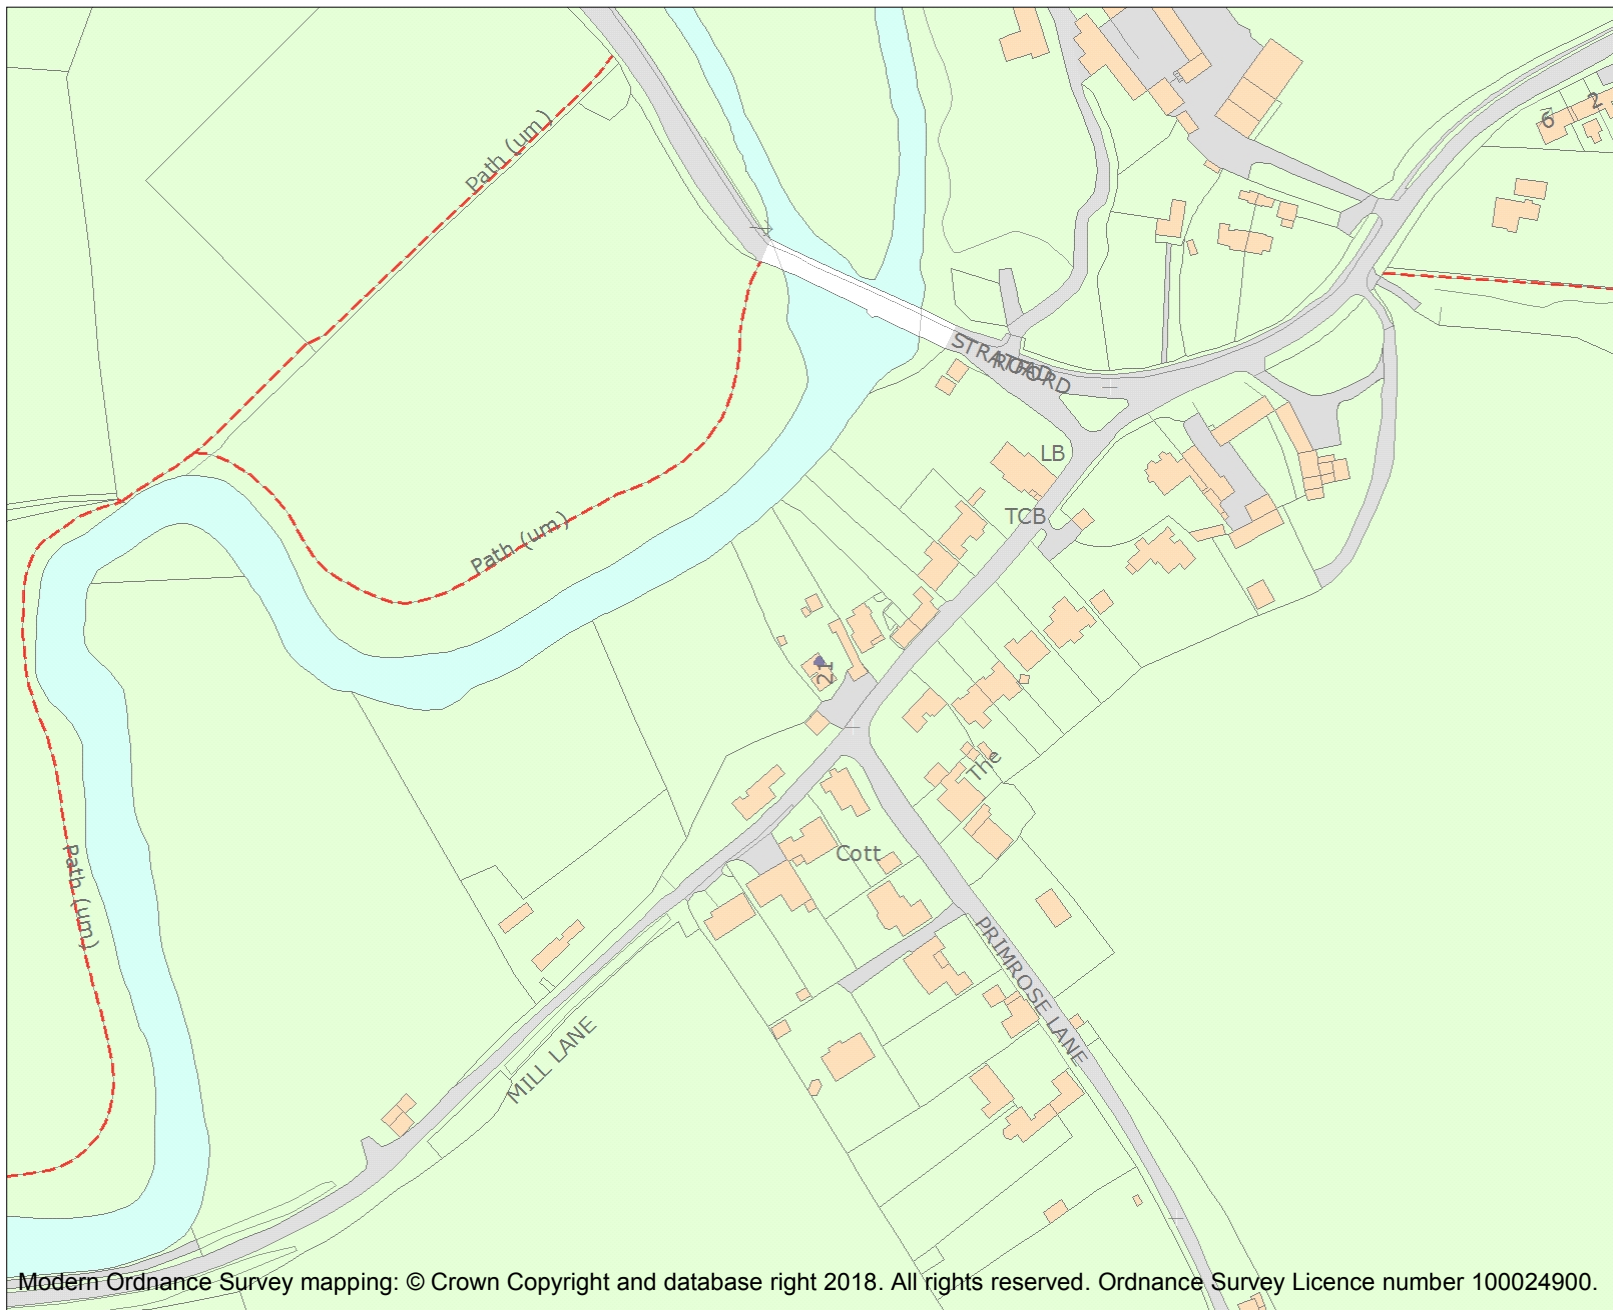 Path (um)
6
2
STRATFORD
ROAD
LB
TCB
Path (um)
21
The
Cott
Path (um)
PRIMROSE LANE
MILL LANE
Modern Ordnance Survey mapping: © Crown Copyright and database right 2018. All rights reserved. Ordnance Survey Licence number 100024900.